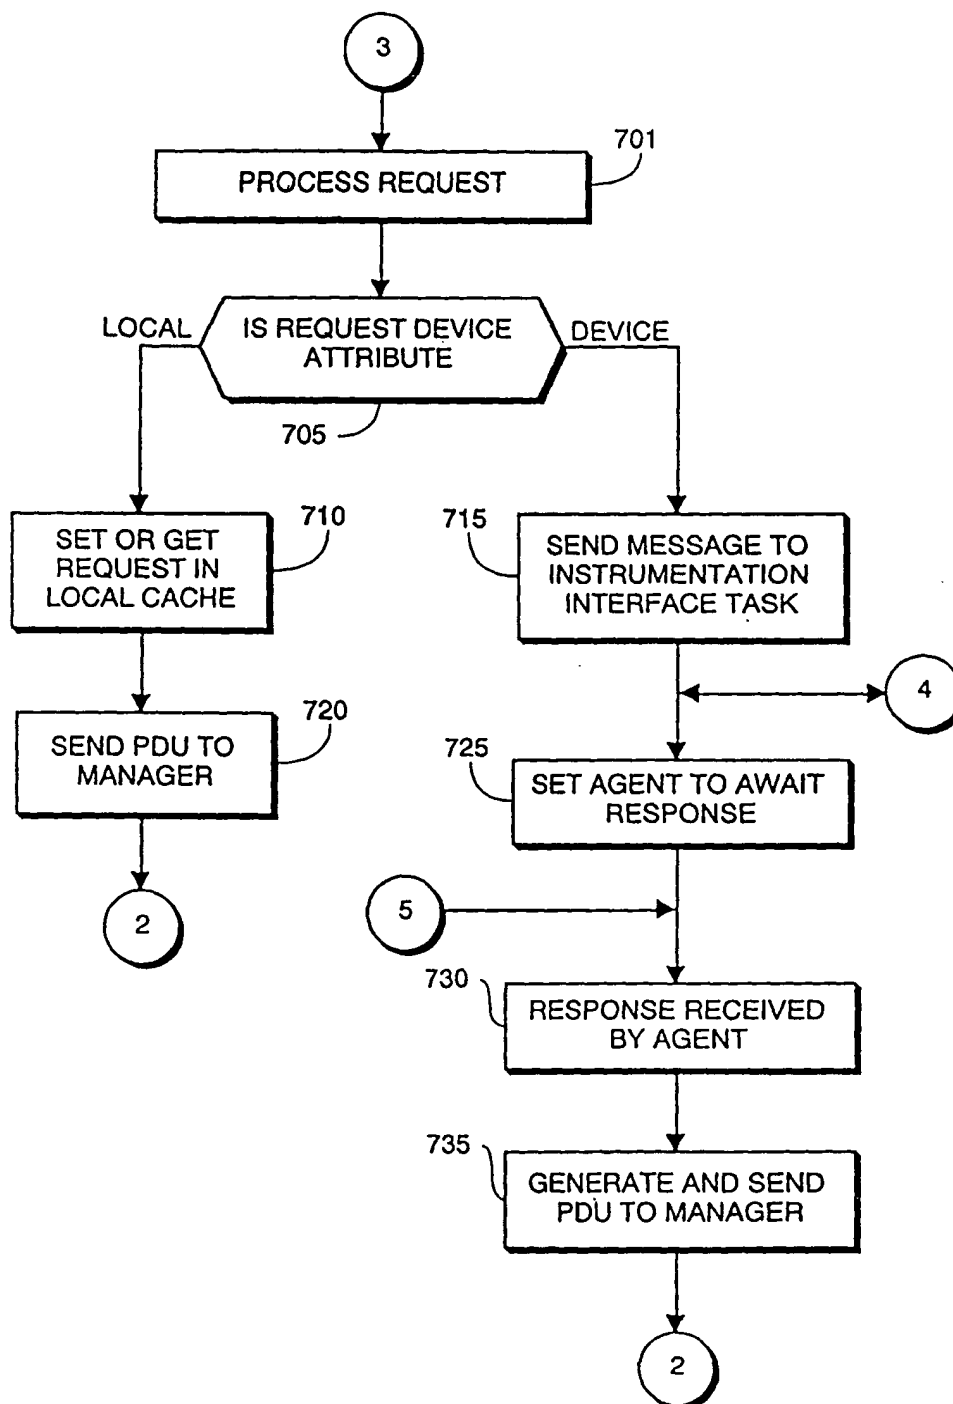 3
701
PROCESS REQUEST
LOCAL
IS REQUEST DEVICE
ATTRIBUTE
DEVICE
705
710
SET OR GET
REQUEST IN
LOCAL CACHE
715
SEND MESSAGE TO
INSTRUMENTATION
INTERFACE TASK
4
720
SEND PDU TO
MANAGER
725
SET AGENT TO AWAIT
RESPONSE
2
5
730
RESPONSE RECEIVED
BY AGENT
735
GENERATE AND SEND
PDU TO MANAGER
2